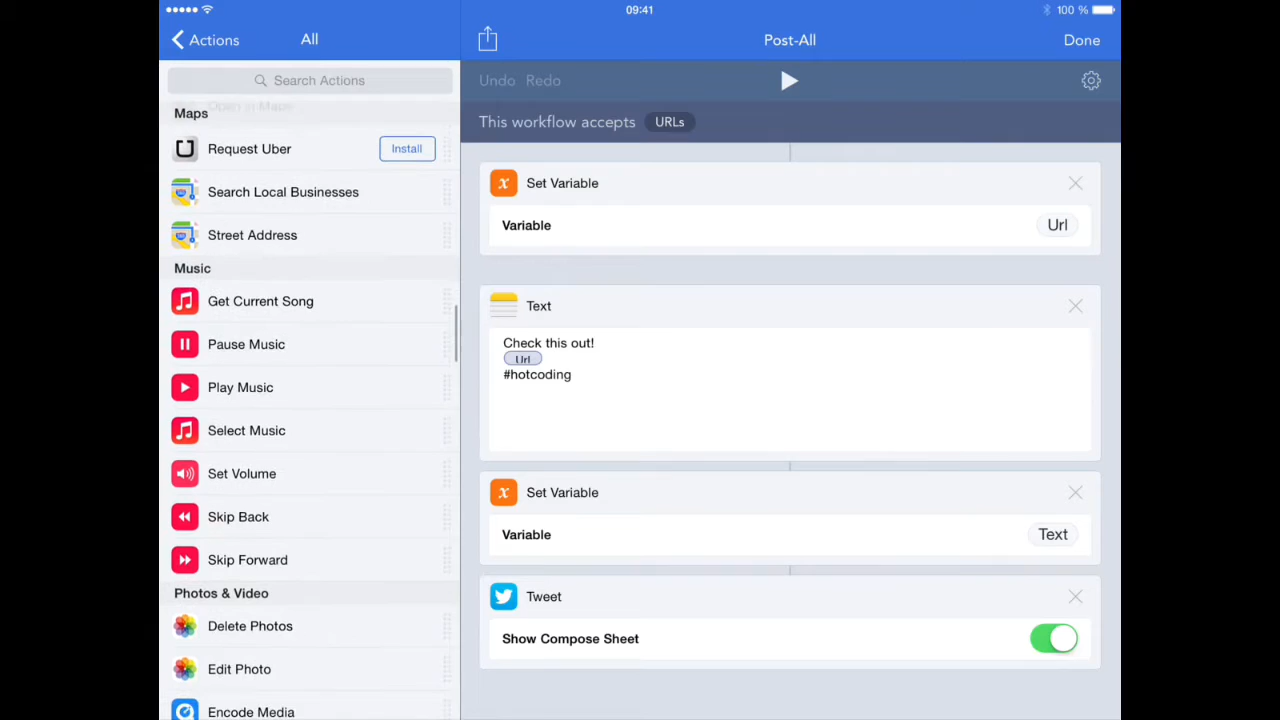 09:41
100 %
Actions
All
Post-All
Done
Search Actions
Undo Redo
Open in Maps
Maps
This workflow accepts URLs
Request Uber
Install
Search Local Businesses
Street Address
Music
Get Current Song
Pause Music
Play Music
Select Music
Set Volume
Skip Back
Skip Forward
Photos & Video
Delete Photos
Edit Photo
Encode Media
x Set Variable
Variable
Url
Text
Check this out!
Url
#hotcoding
x Set Variable
Variable
Text
Tweet
Show Compose Sheet